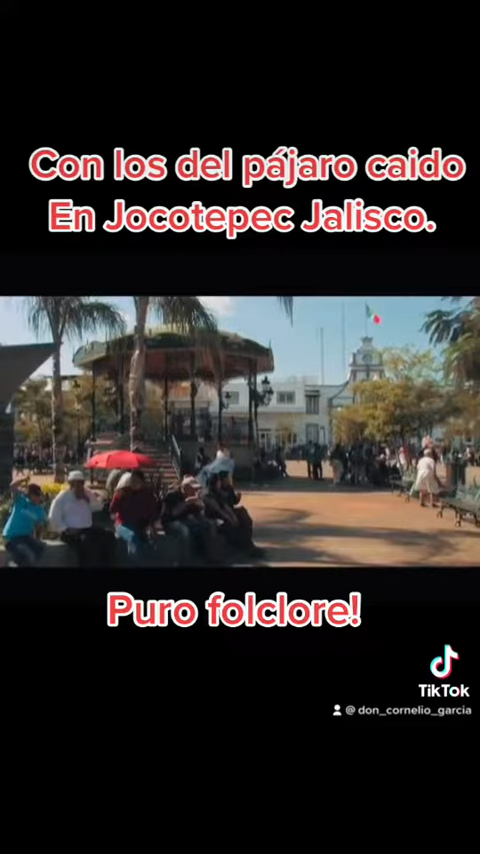 Con los del pájaro caido
En Jocotepec Jalisco.
Puro folclore!
TikTok
@don_cornelio_garcia